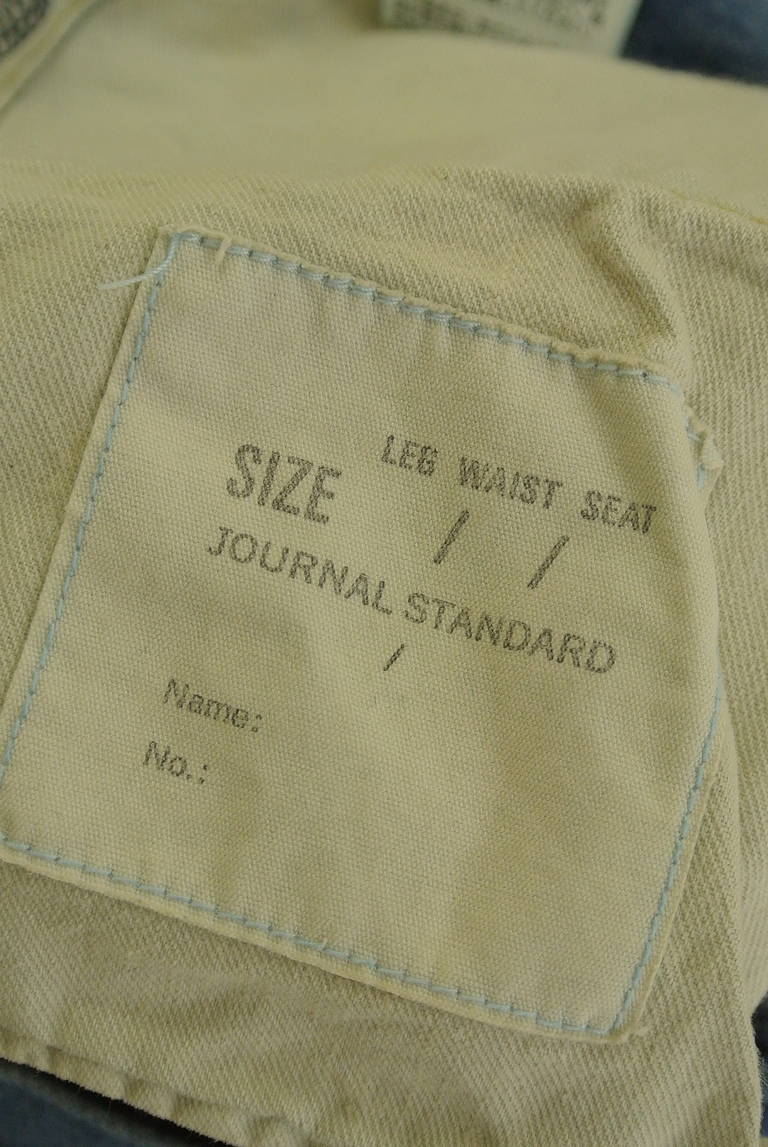 SIZE LEG WAIST SEAT
/ /
JOURNAL STANDARD
/
Name:
No.: